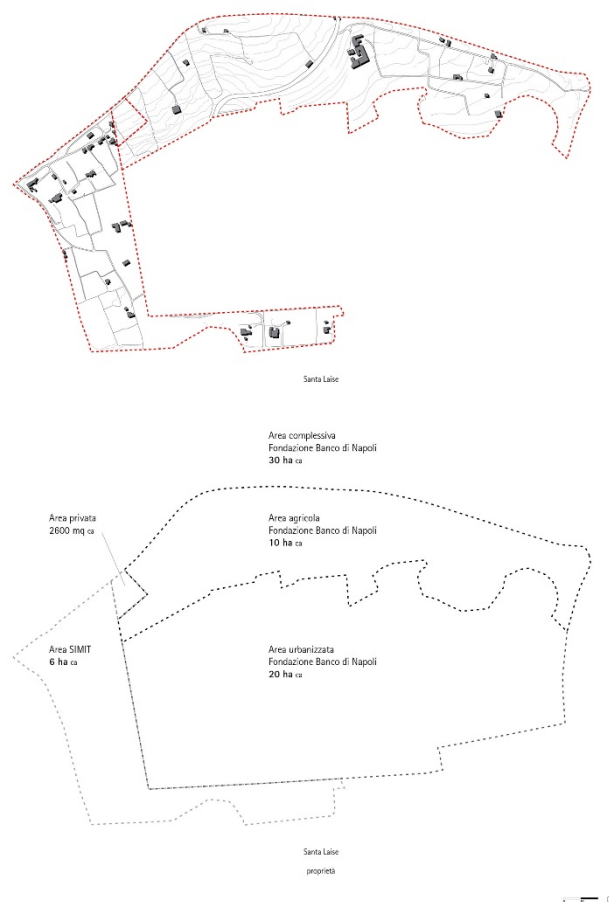 Santa Laise
Area complessiva
Fondazione Banco di Napoli
30 ha ca
Area privata
2600 mq ca
Area agricola
Fondazione Banco di Napoli
10 ha ca
Area SIMIT
6 ha ca
Area urbanizzata
Fondazione Banco di Napoli
20 ha ca
Santa Laise
proprietà